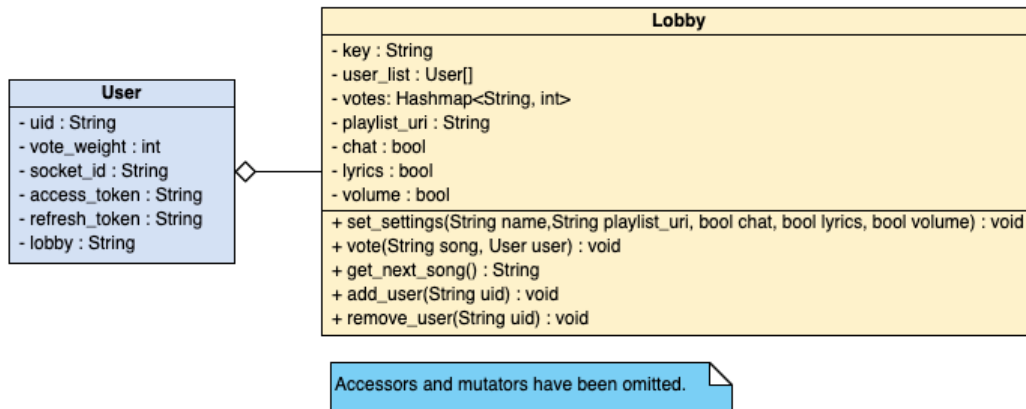 User
- uid : String
- vote_weight : int
- socket_id : String
- access_token : String
- refresh_token : String
- lobby : String
Lobby
- key : String
- user_list : User[]
- votes: Hashmap<String, int>
- playlist_uri : String
- chat : bool
- lyrics : bool
- volume : bool
+ set_settings(String name,String playlist_uri, bool chat, bool lyrics, bool volume) : void
+ vote(String song, User user) : void
+ get_next_song() : String
+ add_user(String uid) : void
+ remove_user(String uid) : void
Accessors and mutators have been omitted.